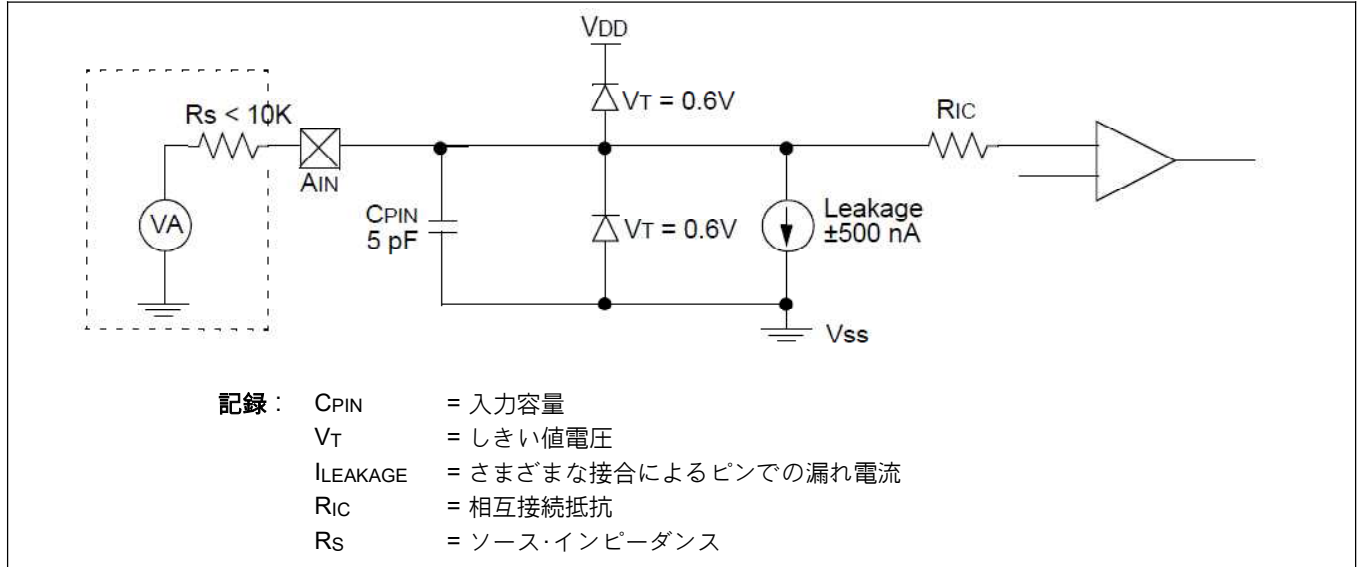 VDD
VT = 0.6V
Rs < 10K
RIC
AIN
VA
CPIN
5 pF
VT = 0.6V
Leakage
±500 nA
Vss
記録 : CPIN = 入力容量
VT = しきい値電圧
ILEAKAGE = さまざまな接合によるピンでの漏れ電流
RIC = 相互接続抵抗
RS = ソース･インピーダンス